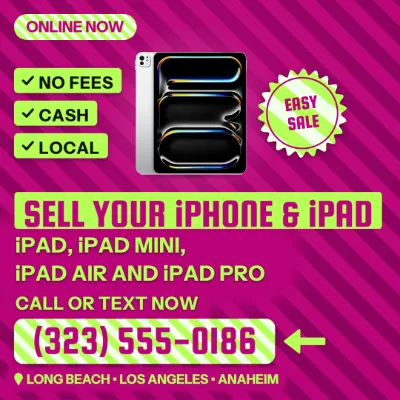 ONLINE NOW
✓ NO FEES
✓ CASH
✓ LOCAL
EASY
SALE
SELL YOUR iPHONE & iPAD
iPAD, iPAD MINI,
iPAD AIR AND iPAD PRO
CALL OR TEXT NOW
(323) 555-0186
LONG BEACH • LOS ANGELES • ANAHEIM